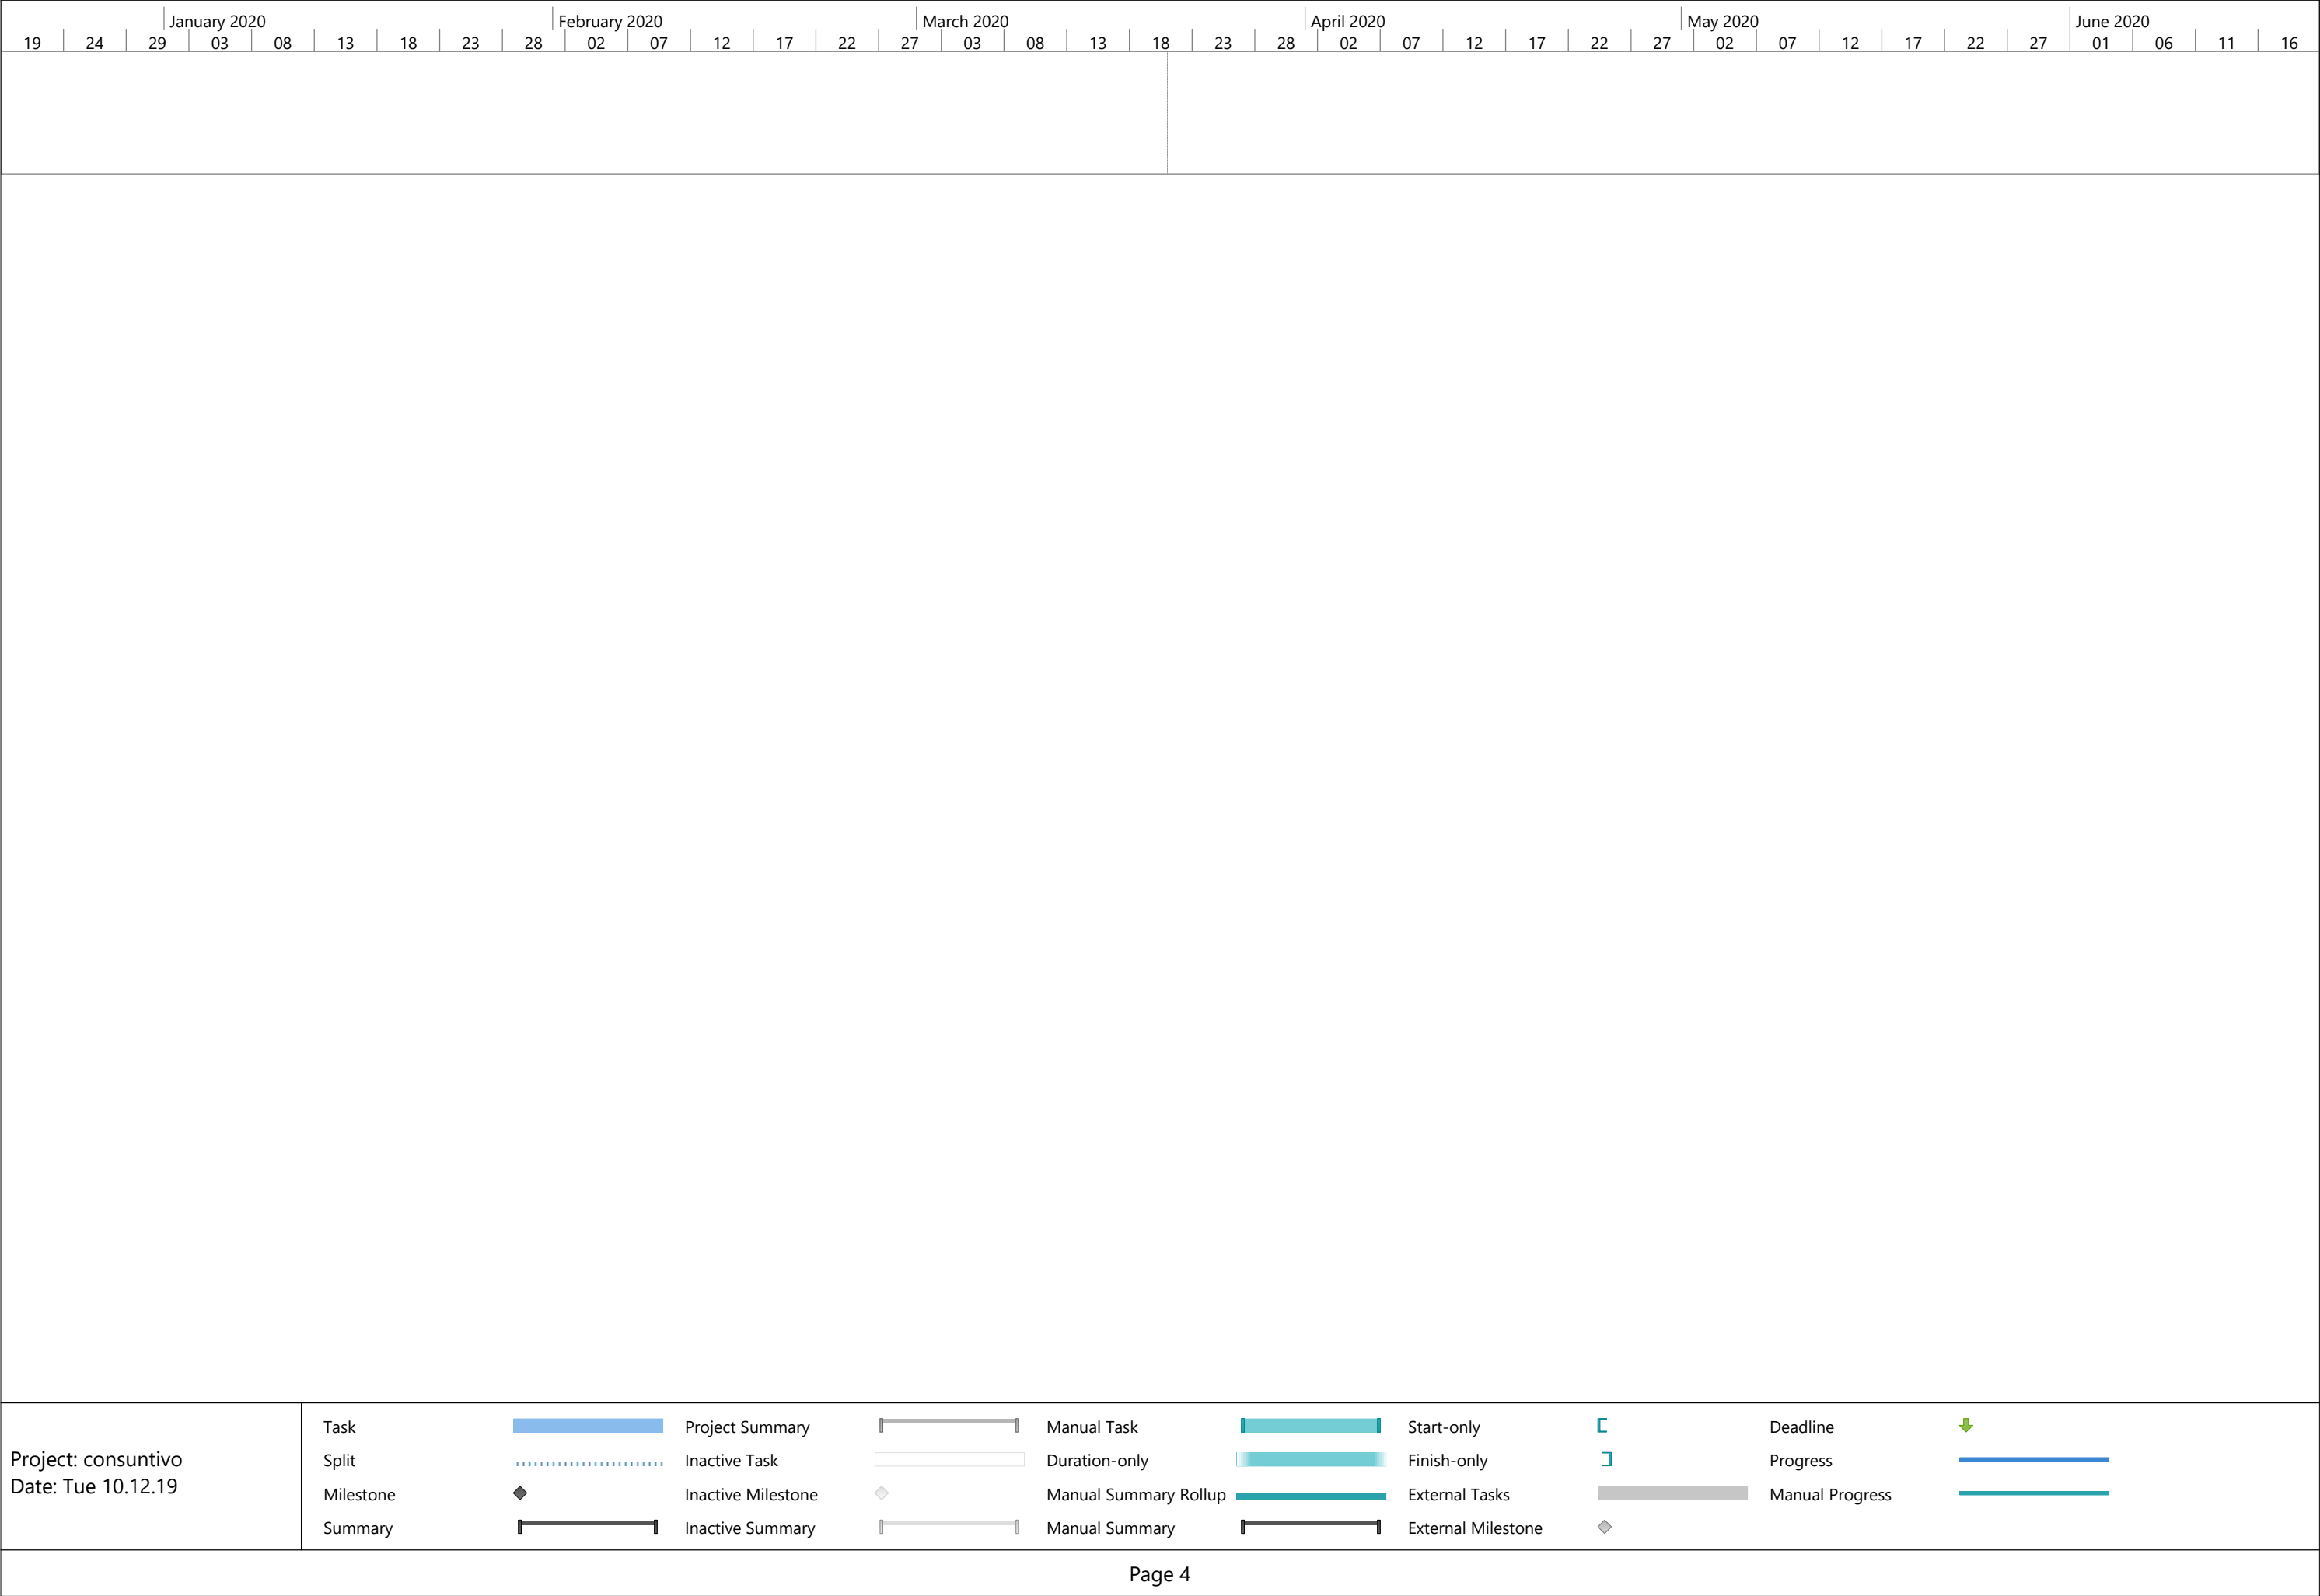 January 2020 February 2020 March 2020 April 2020 May 2020 June 2020
19 24 29 03 08 13 18 23 28 02 07 12 17 22 27 03 08 13 18 23 28 02 07 12 17 22 27 02 07 12 17 22 27 01 06 11 16
Project: consuntivo
Date: Tue 10.12.19
Task Project Summary Manual Task Start-only Deadline
Split Inactive Task Duration-only Finish-only Progress
Milestone Inactive Milestone Manual Summary Rollup External Tasks Manual Progress
Summary Inactive Summary Manual Summary External Milestone
Page 4